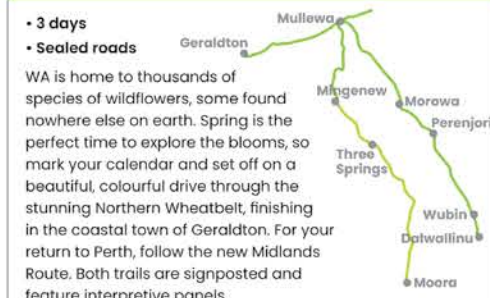 • 3 days
• Sealed roads
WA is home to thousands of
species of wildflowers, some found
nowhere else on earth. Spring is the
perfect time to explore the blooms, so
mark your calendar and set off on a
beautiful, colourful drive through the
stunning Northern Wheatbelt, finishing
in the coastal town of Geraldton. For your
return to Perth, follow the new Midlands
Route. Both trails are signposted and
feature interpretive panels
Mullewa
Geraldton
Mingenew
Morowa
Perenjori
Three
Springs
Wubin
Dalwallinu
Moora